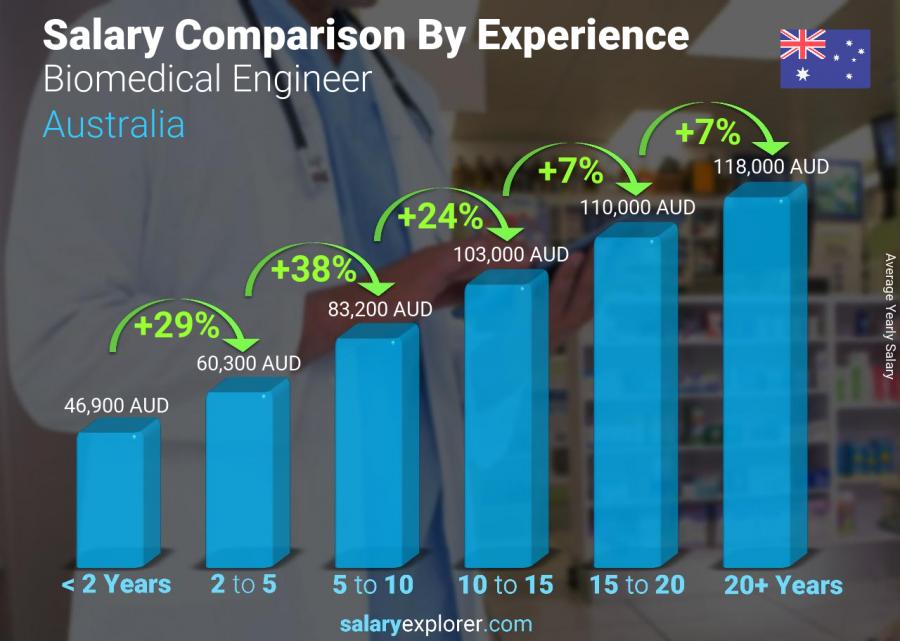 Salary Comparison By Experience
Biomedical Engineer
Australia
+7%
118,000 AUD
+7%
110,000 AUD
+24%
103,000 AUD
+38%
83,200 AUD
+29%
60,300 AUD
46,900 AUD
Average Yearly Salary
< 2 Years 2 to 5 5 to 10 10 to 15 15 to 20 20+ Years
salaryexplorer.com